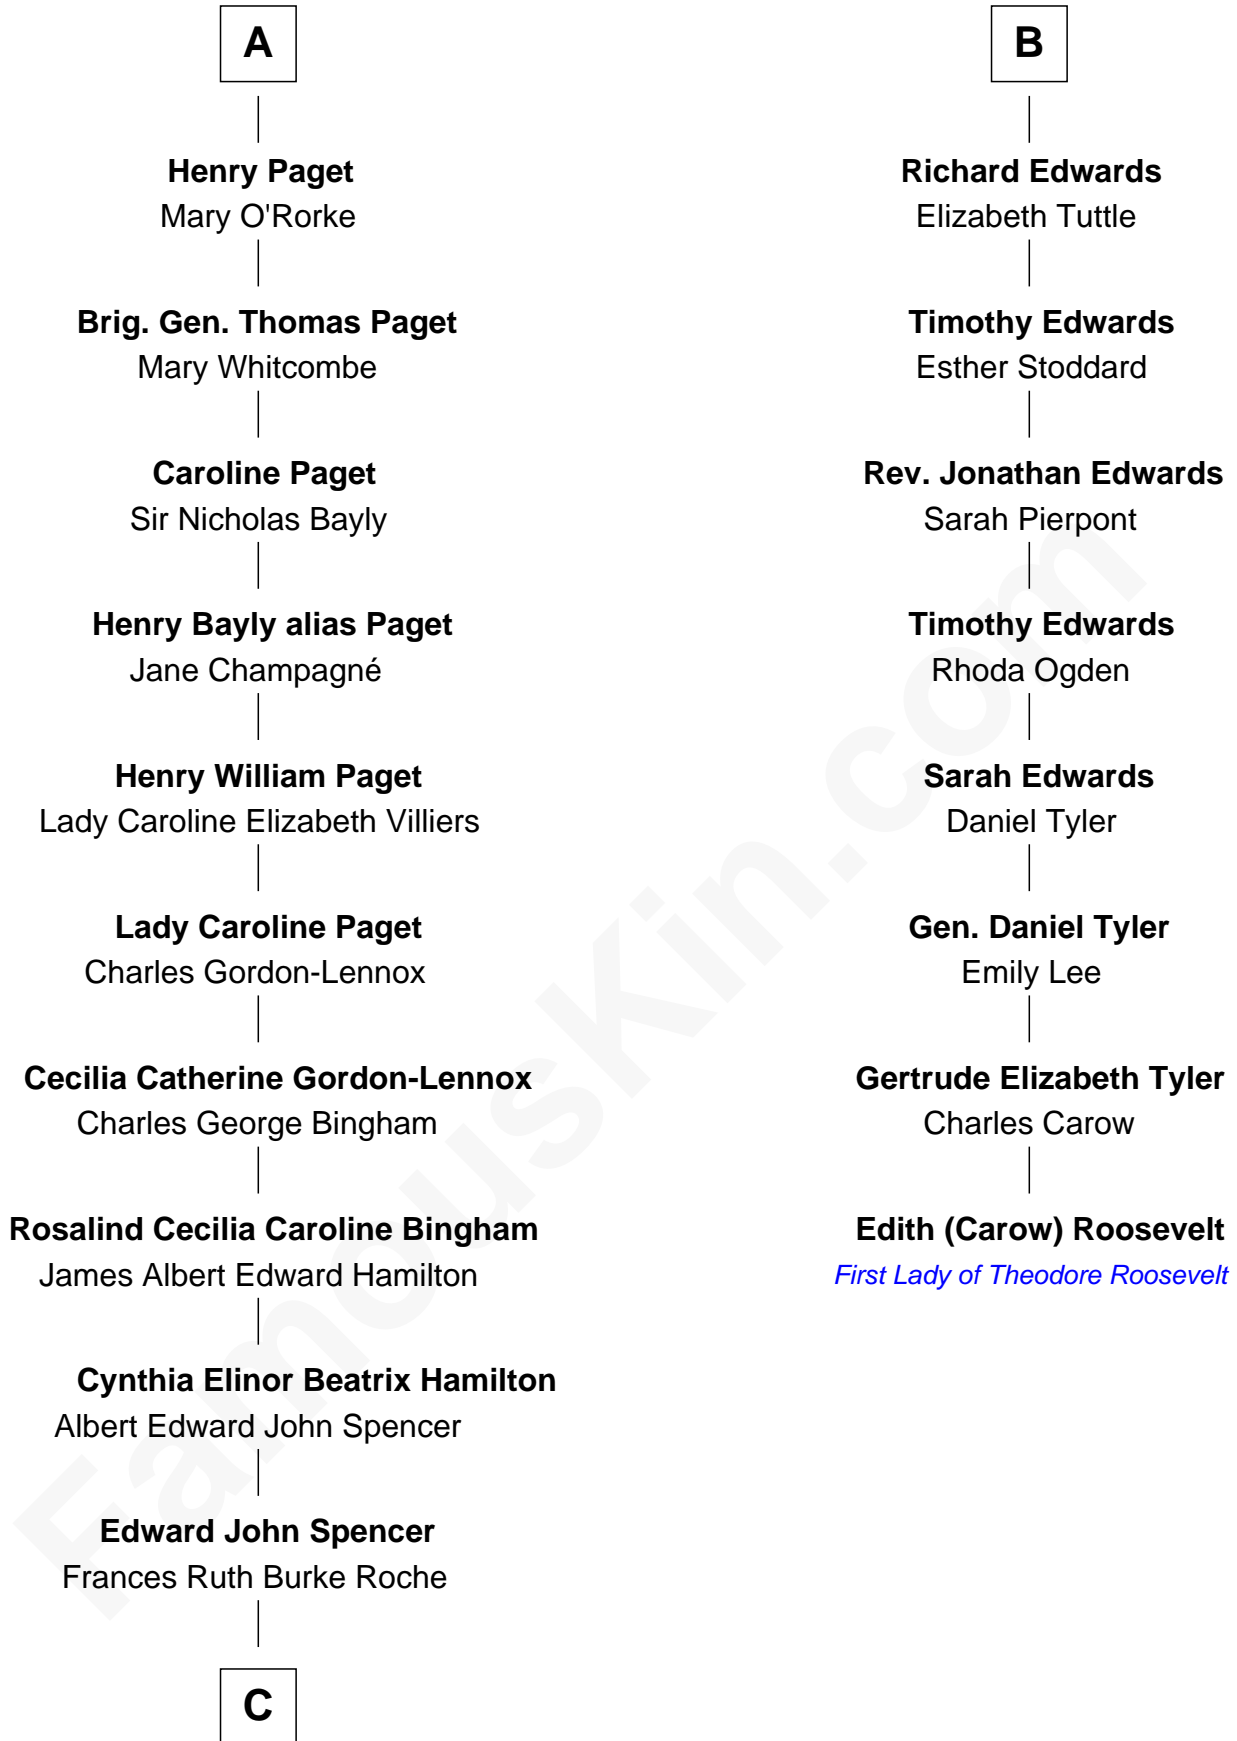 A
Henry Paget
Mary O'Rorke
Brig. Gen. Thomas Paget
Mary Whitcombe
Caroline Paget
Sir Nicholas Bayly
Henry Bayly alias Paget
Jane Champagné
Henry William Paget
Lady Caroline Elizabeth Villiers
Lady Caroline Paget
Charles Gordon-Lennox
Cecilia Catherine Gordon-Lennox
Charles George Bingham
Rosalind Cecilia Caroline Bingham
James Albert Edward Hamilton
Cynthia Elinor Beatrix Hamilton
Albert Edward John Spencer
Edward John Spencer
Frances Ruth Burke Roche
C
B
Richard Edwards
Elizabeth Tuttle
Timothy Edwards
Esther Stoddard
Rev. Jonathan Edwards
Sarah Pierpont
Timothy Edwards
Rhoda Ogden
Sarah Edwards
Daniel Tyler
Gen. Daniel Tyler
Emily Lee
Gertrude Elizabeth Tyler
Charles Carow
Edith (Carow) Roosevelt
First Lady of Theodore Roosevelt
FamousKin.com